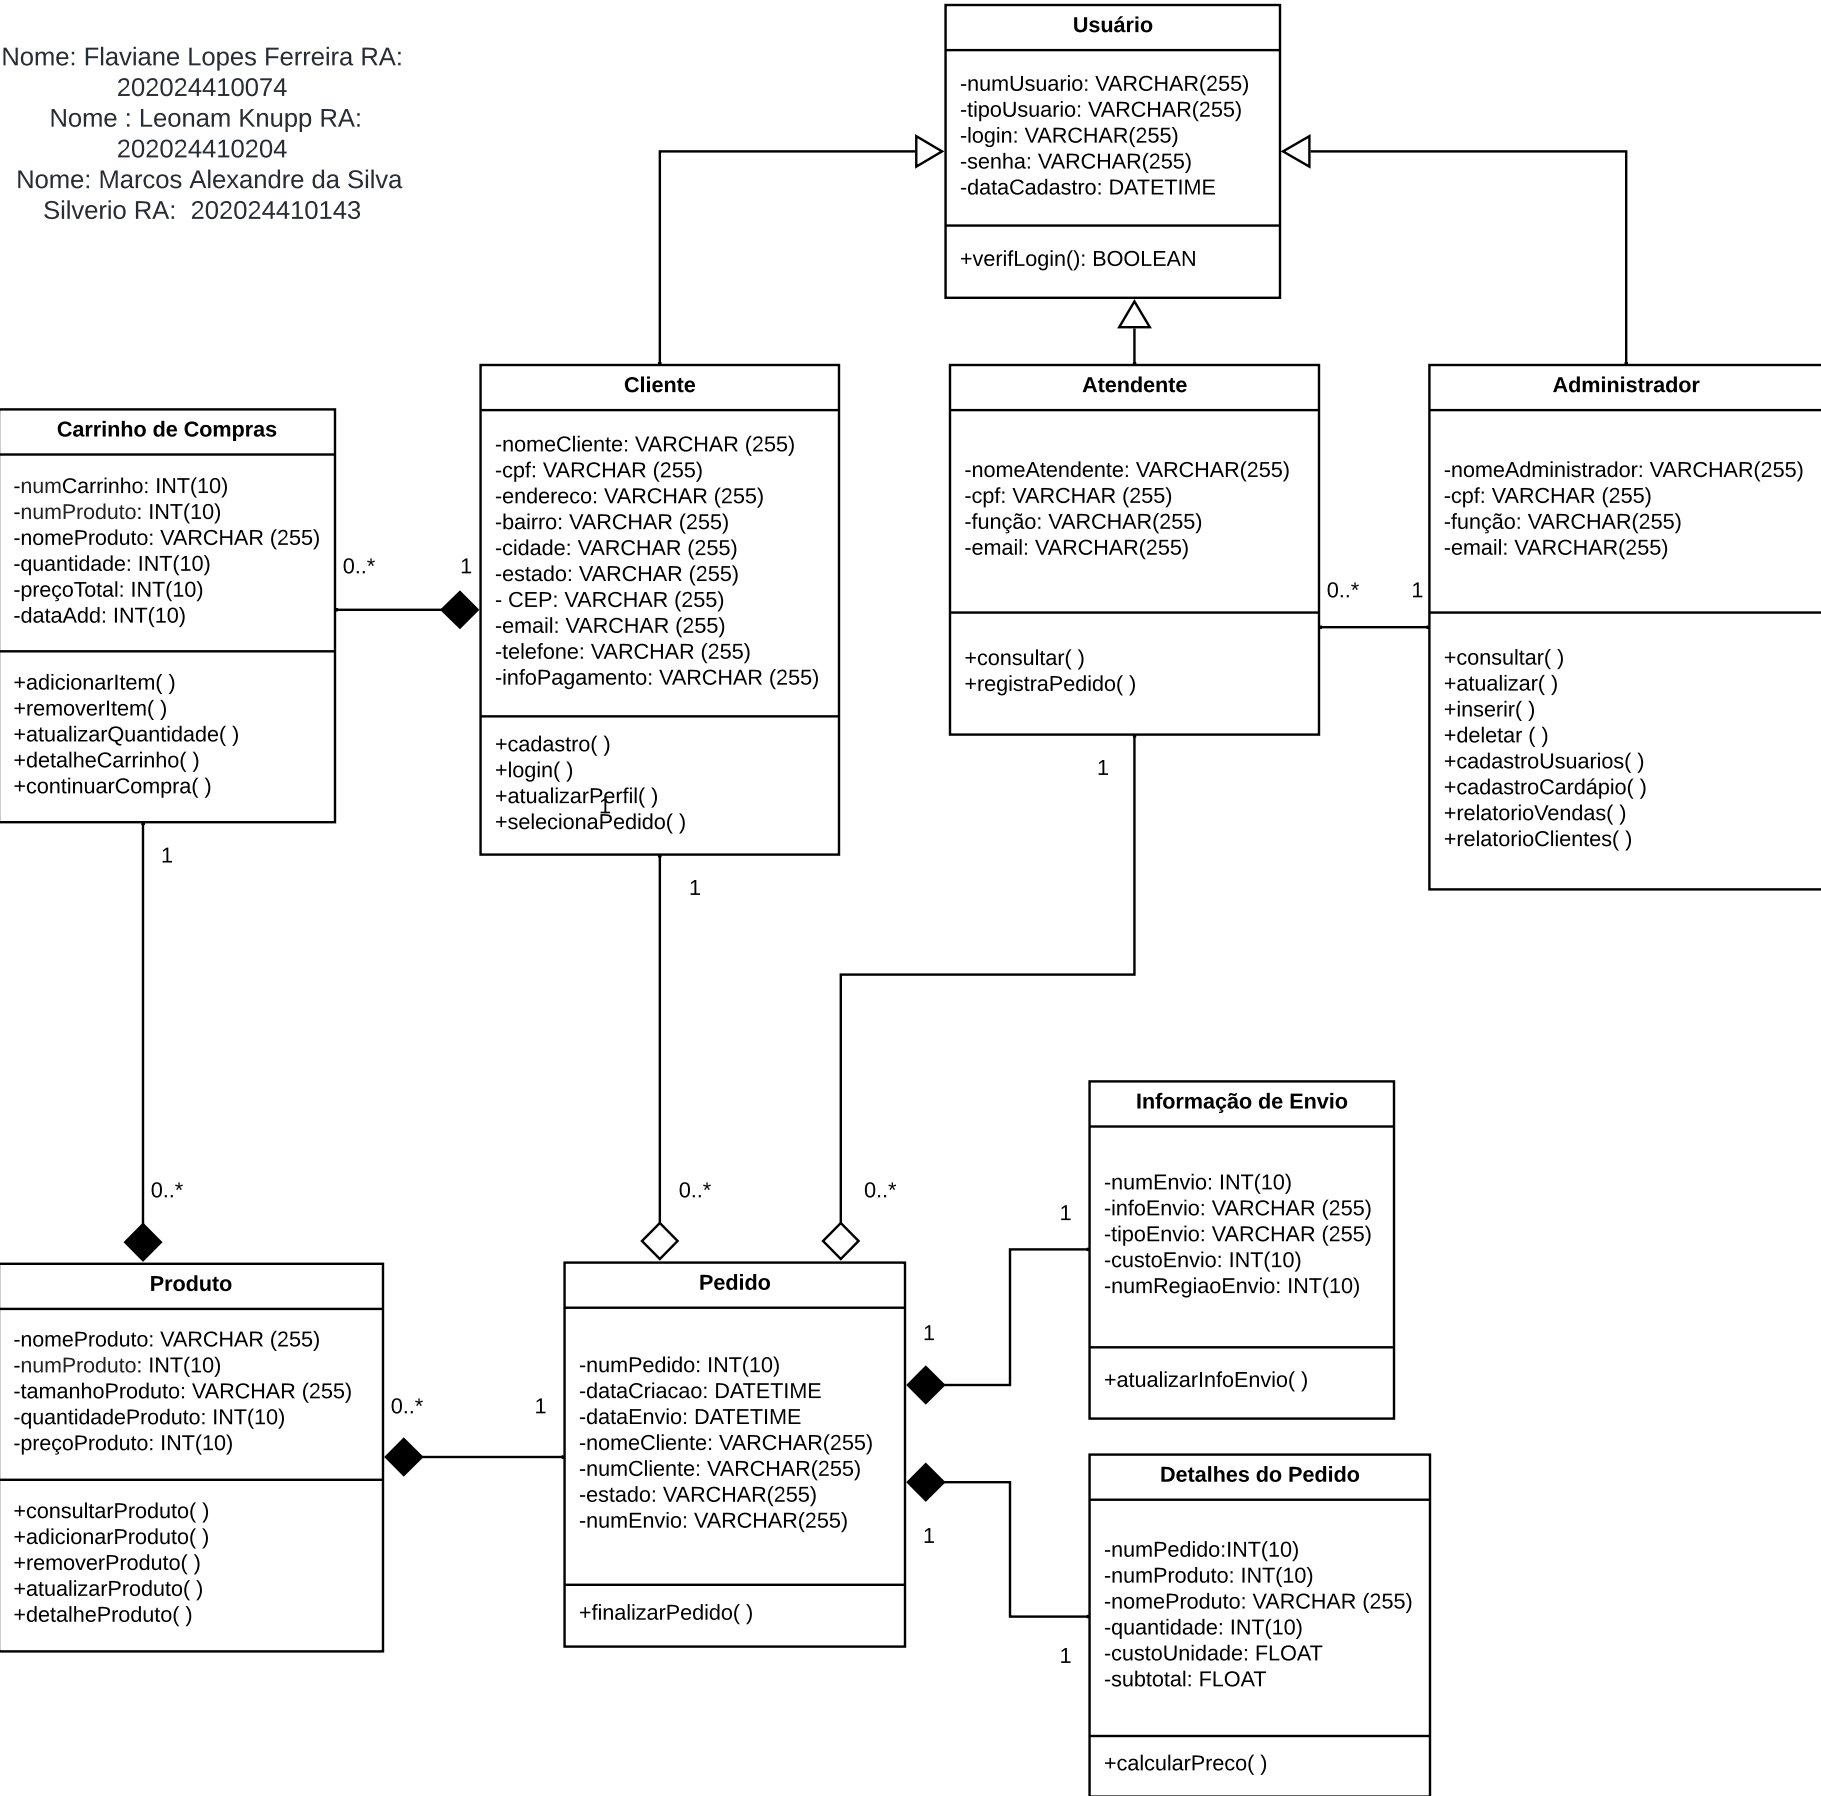 Nome: Flaviane Lopes Ferreira RA:
202024410074
Nome : Leonam Knupp RA:
202024410204
Nome: Marcos Alexandre da Silva
Silverio RA:  202024410143
Usuário
-numUsuario: VARCHAR(255)
-tipoUsuario: VARCHAR(255)
-login: VARCHAR(255)
-senha: VARCHAR(255)
-dataCadastro: DATETIME
+verifLogin(): BOOLEAN
Carrinho de Compras
-numCarrinho: INT(10)
-numProduto: INT(10)
-nomeProduto: VARCHAR (255)
-quantidade: INT(10)
-preçoTotal: INT(10)
-dataAdd: INT(10)
+adicionarItem( )
+removerItem( )
+atualizarQuantidade( )
+detalheCarrinho( )
+continuarCompra( )
0..*
1
Cliente
-nomeCliente: VARCHAR (255)
-cpf: VARCHAR (255)
-endereco: VARCHAR (255)
-bairro: VARCHAR (255)
-cidade: VARCHAR (255)
-estado: VARCHAR (255)
- CEP: VARCHAR (255)
-email: VARCHAR (255)
-telefone: VARCHAR (255)
-infoPagamento: VARCHAR (255)
+cadastro( )
+login( )
+atualizarPerfil( )
1
+selecionaPedido( )
Atendente
-nomeAtendente: VARCHAR(255)
-cpf: VARCHAR (255)
-função: VARCHAR(255)
-email: VARCHAR(255)
+consultar( )
+registraPedido( )
0..*
1
Administrador
-nomeAdministrador: VARCHAR(255)
-cpf: VARCHAR (255)
-função: VARCHAR(255)
-email: VARCHAR(255)
+consultar( )
+atualizar( )
+inserir( )
+deletar ( )
+cadastroUsuarios( )
+cadastroCardápio( )
+relatorioVendas( )
+relatorioClientes( )
1
1
1
0..*
0..*
0..*
Produto
-nomeProduto: VARCHAR (255)
-numProduto: INT(10)
-tamanhoProduto: VARCHAR (255)
-quantidadeProduto: INT(10)
-preçoProduto: INT(10)
+consultarProduto( )
+adicionarProduto( )
+removerProduto( )
+atualizarProduto( )
+detalheProduto( )
0..*
1
Pedido
-numPedido: INT(10)
-dataCriacao: DATETIME
-dataEnvio: DATETIME
-nomeCliente: VARCHAR(255)
-numCliente: VARCHAR(255)
-estado: VARCHAR(255)
-numEnvio: VARCHAR(255)
+finalizarPedido( )
1
1
Informação de Envio
-numEnvio: INT(10)
-infoEnvio: VARCHAR (255)
-tipoEnvio: VARCHAR (255)
-custoEnvio: INT(10)
-numRegiaoEnvio: INT(10)
+atualizarInfoEnvio( )
1
1
Detalhes do Pedido
-numPedido:INT(10)
-numProduto: INT(10)
-nomeProduto: VARCHAR (255)
-quantidade: INT(10)
-custoUnidade: FLOAT
-subtotal: FLOAT
+calcularPreco( )